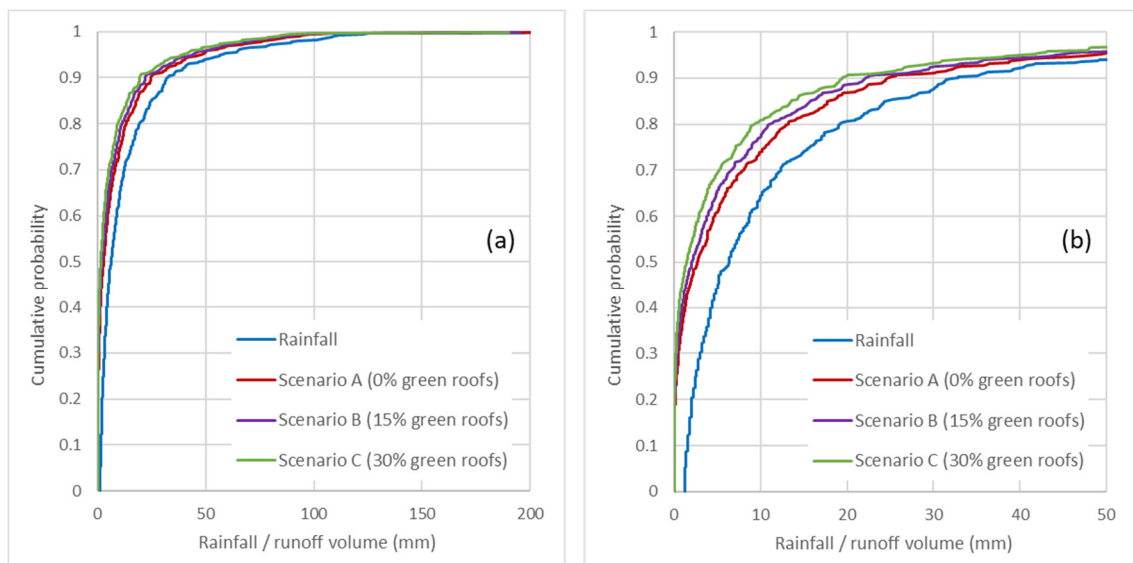 1
0.9
0.8
0.7
0.6
0.5
0.4
0.3
0.2
0.1
0
Cumulative probability
(a)
Rainfall
Scenario A (0% green roofs)
Scenario B (15% green roofs)
Scenario C (30% green roofs)
0 50 100 150 200
Rainfall / runoff volume (mm)
1
0.9
0.8
0.7
0.6
0.5
0.4
0.3
0.2
0.1
0
Cumulative probability
(b)
Rainfall
Scenario A (0% green roofs)
Scenario B (15% green roofs)
Scenario C (30% green roofs)
0 10 20 30 40 50
Rainfall / runoff volume (mm)